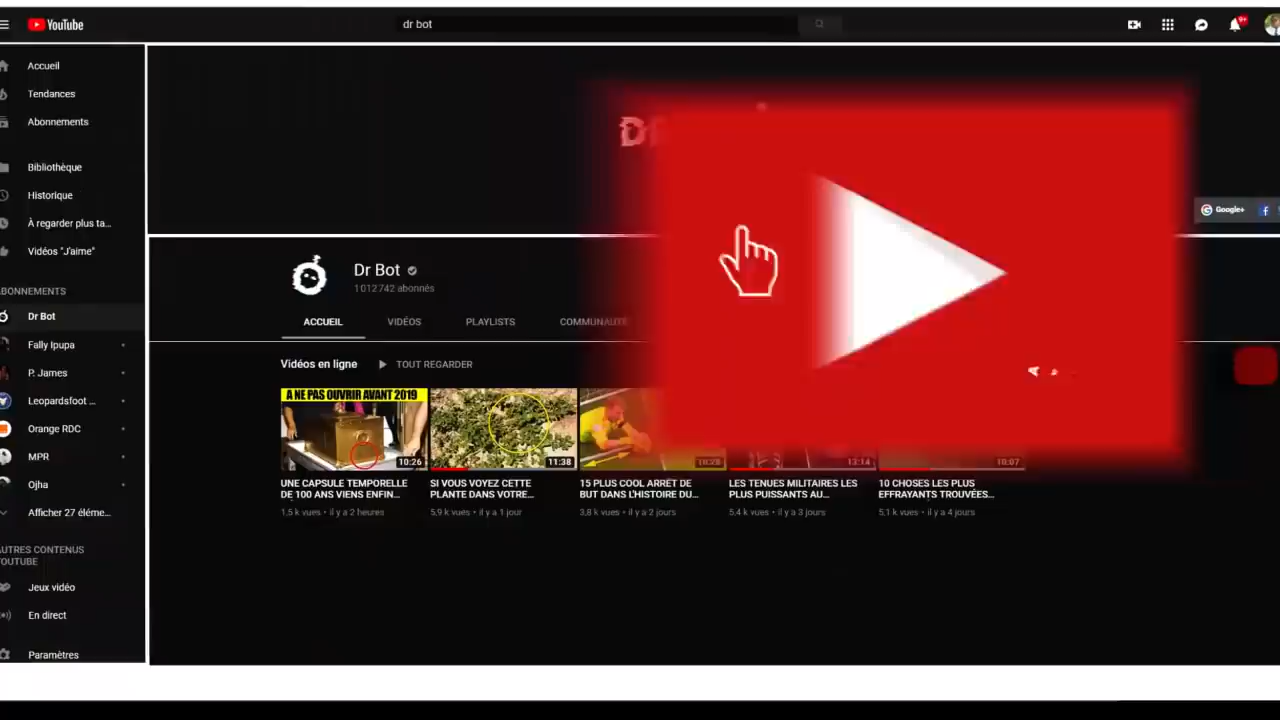 YouTube
dr bot
9+
Accueil
Tendances
Abonnements
Bibliothèque
Historique
À regarder plus ta...
Vidéos "J'aime"
ABONNEMENTS
Dr Bot
Fally Ipupa
P. James
Leopardsfoot ...
Orange RDC
MPR
Ojha
Afficher 27 éléme...
AUTRES CONTENUS
YOUTUBE
Jeux vidéo
En direct
Paramètres
Google+
Dr Bot
1 012 742 abonnés
ACCUEIL
VIDÉOS
PLAYLISTS
COMMUNAUTÉ
Vidéos en ligne
TOUT REGARDER
A NE PAS OUVRIR AVANT 2019
10:26
11:38
13:14
10:07
UNE CAPSULE TEMPORELLE
DE 100 ANS VIENS ENFIN...
1,5 k vues • il y a 2 heures
SI VOUS VOYEZ CETTE
PLANTE DANS VOTRE...
5,9 k vues • il y a 1 jour
15 PLUS COOL ARRÊT DE
BUT DANS L'HISTOIRE DU...
3,8 k vues • il y a 2 jours
LES TENUES MILITAIRES LES
PLUS PUISSANTS AU...
5,4 k vues • il y a 3 jours
10 CHOSES LES PLUS
EFFRAYANTS TROUVÉES...
5,1 k vues • il y a 4 jours